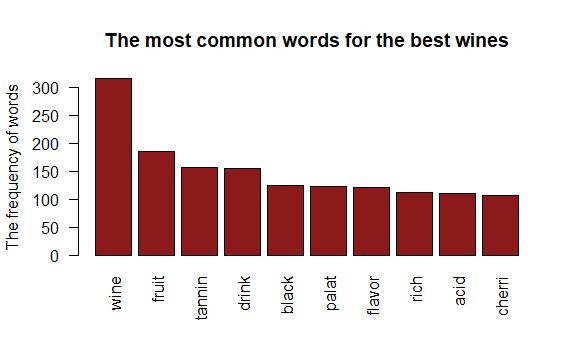 The most common words for the best wines
The frequency of words
300
250
200
150
100
50
0
wine
fruit
tannin
drink
black
palat
flavor
rich
acid
cherri